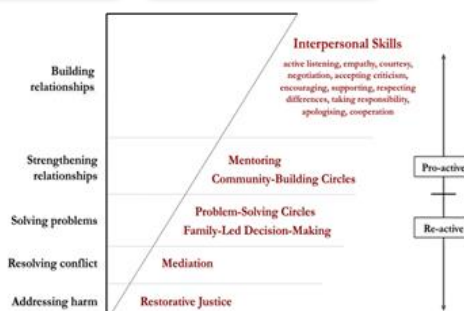 Interpersonal Skills
active listening, empathy, courtesy,
negotiation, accepting criticism,
encouraging, supporting, respecting
differences, taking responsibility,
apologising, cooperation
Building
relationships
Strengthening
relationships
Mentoring
Community-Building Circles
Pro-active
Solving problems
Problem-Solving Circles
Family-Led Decision-Making
Re-active
Resolving conflict
Mediation
Addressing harm
Restorative Justice